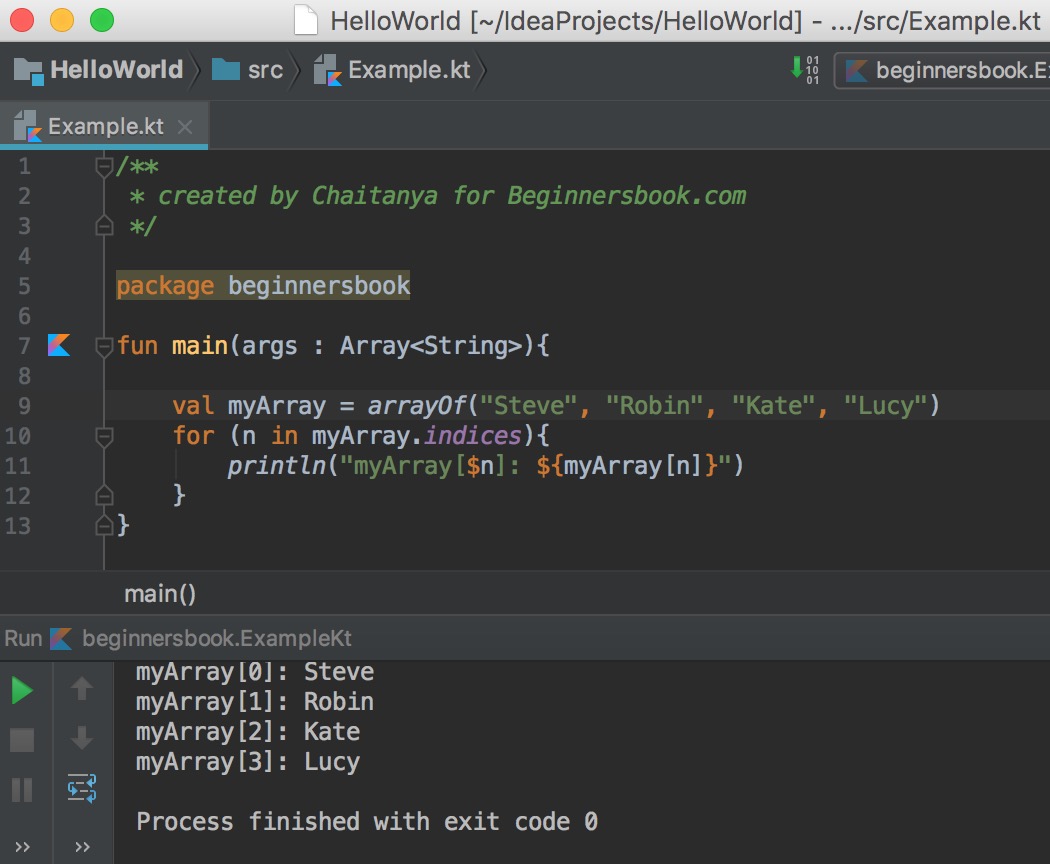 HelloWorld [~/IdeaProjects/HelloWorld] - .../src/Example.kt
HelloWorld src Example.kt 01 10 01 beginnersbook.E
Example.kt
1 /**
2 * created by Chaitanya for Beginnersbook.com
3 */
4
5 package beginnersbook
6
7 fun main(args : Array<String>){
8
9 val myArray = arrayOf("Steve", "Robin", "Kate", "Lucy")
10 for (n in myArray.indices){
11 println("myArray[$n]: ${myArray[n]}")
12 }
13 }
main()
Run beginnersbook.ExampleKt
myArray[0]: Steve
myArray[1]: Robin
myArray[2]: Kate
myArray[3]: Lucy
Process finished with exit code 0